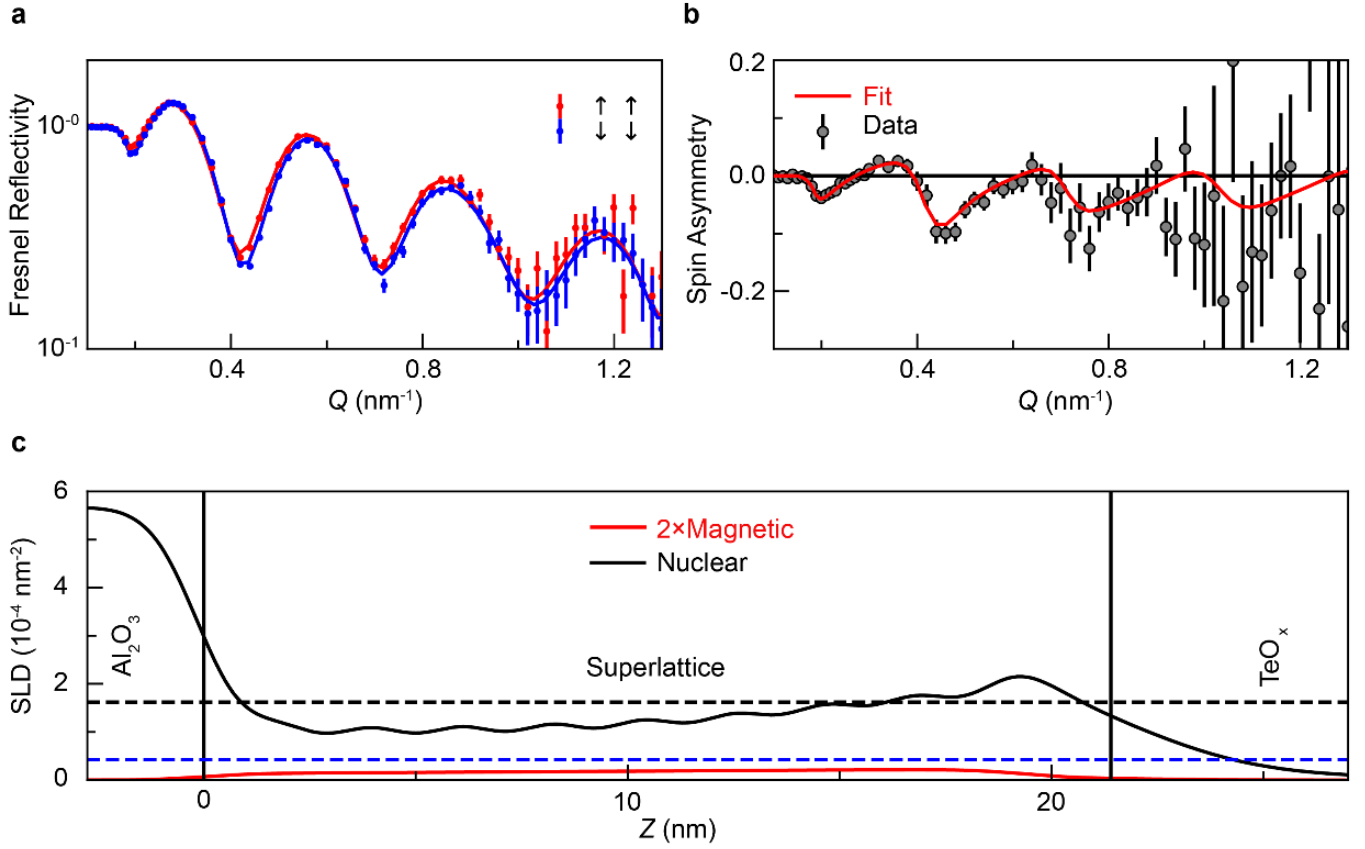 a
Fresnel Reflectivity
10⁻⁰
10⁻¹
↑ ↑
↓ ↓
0.4 0.8 1.2
Q (nm⁻¹)
b
Spin Asymmetry
0.2
0.0
-0.2
Fit
Data
0.4 0.8 1.2
Q (nm⁻¹)
c
SLD (10⁻⁴ nm⁻²)
6
4
2
0
Al₂O₃
2×Magnetic
Nuclear
Superlattice
TeOₓ
0 10 20
Z (nm)